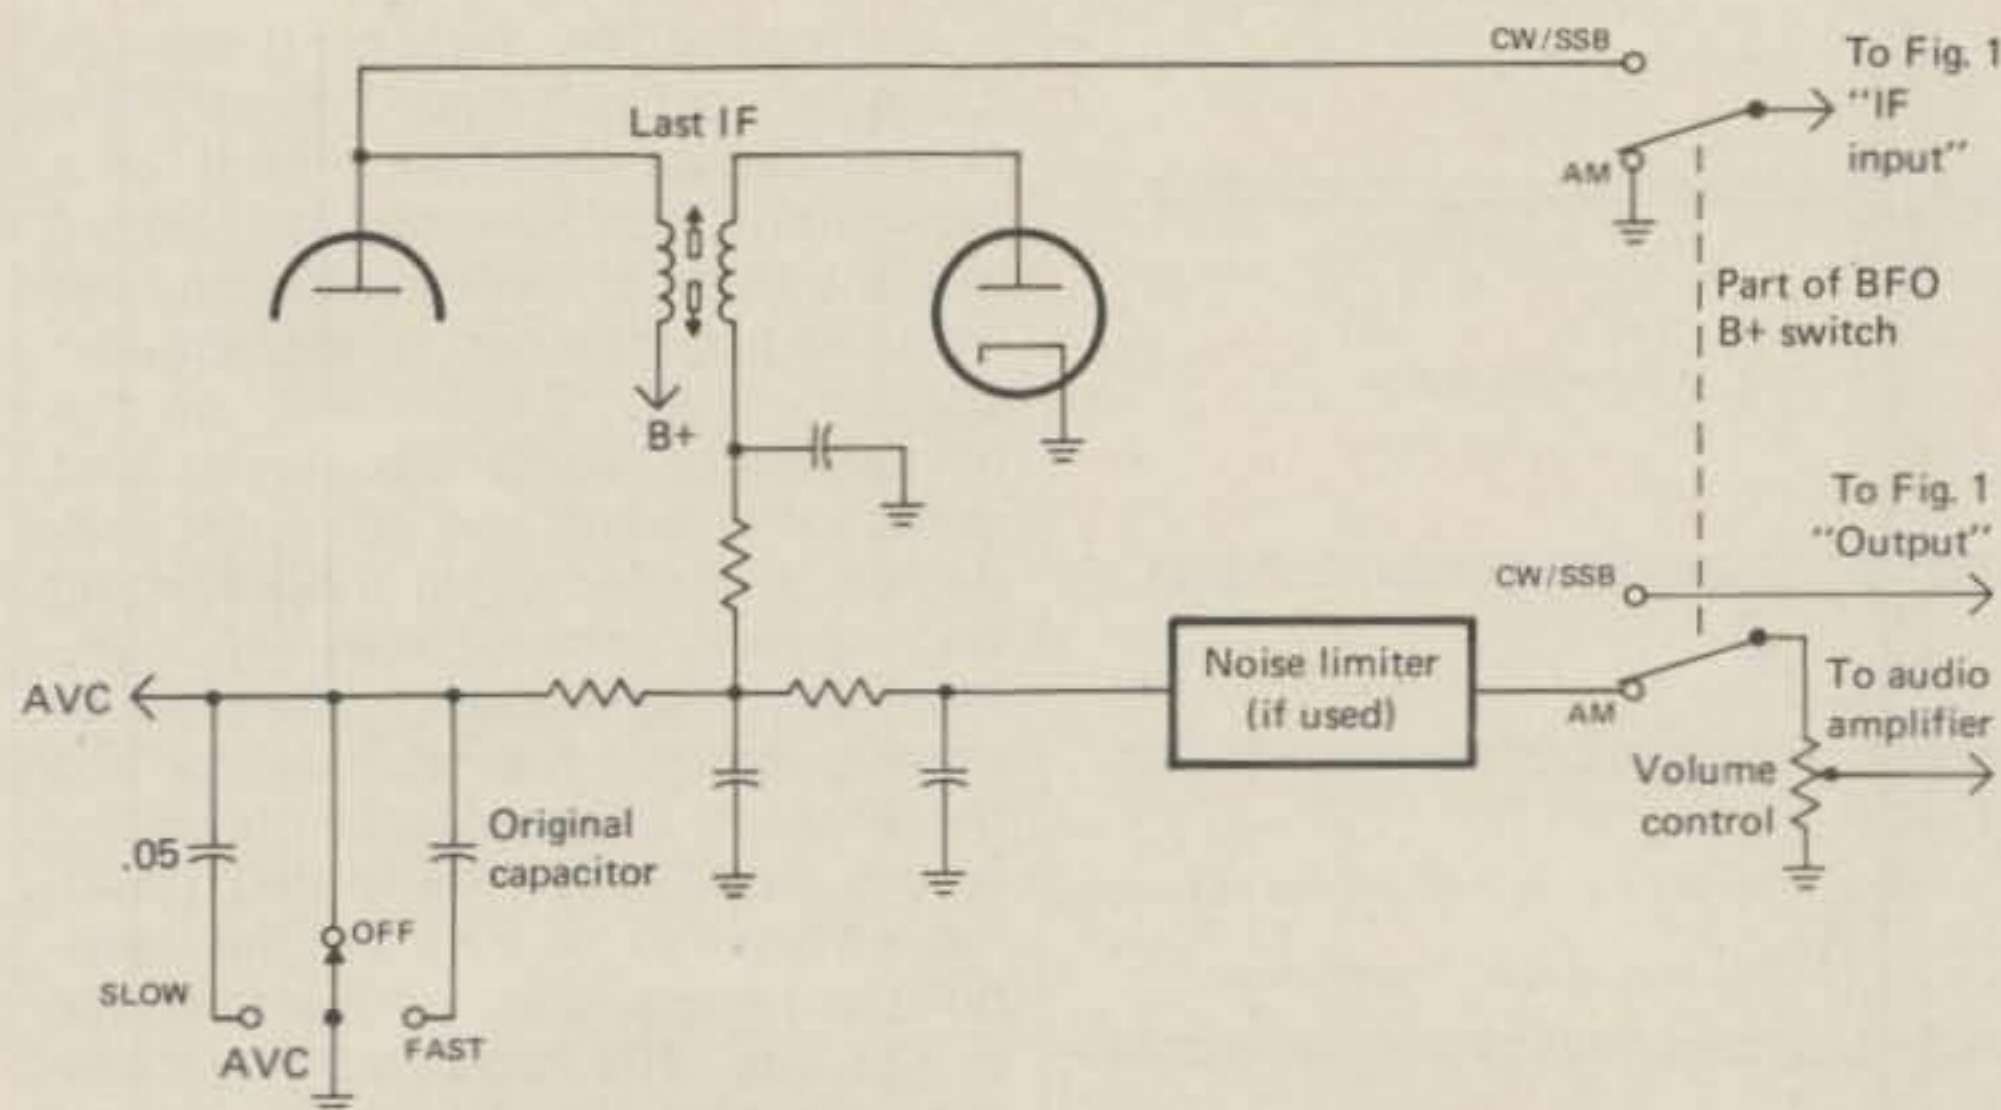 CW/SSB
To Fig. 1
"IF
input"
Last IF
AM
Part of BFO
B+ switch
B+
To Fig. 1
"Output"
CW/SSB
Noise limiter
(if used)
AVC
AM
To audio
amplifier
Volume
control
Original
capacitor
.05
OFF
SLOW
AVC
FAST